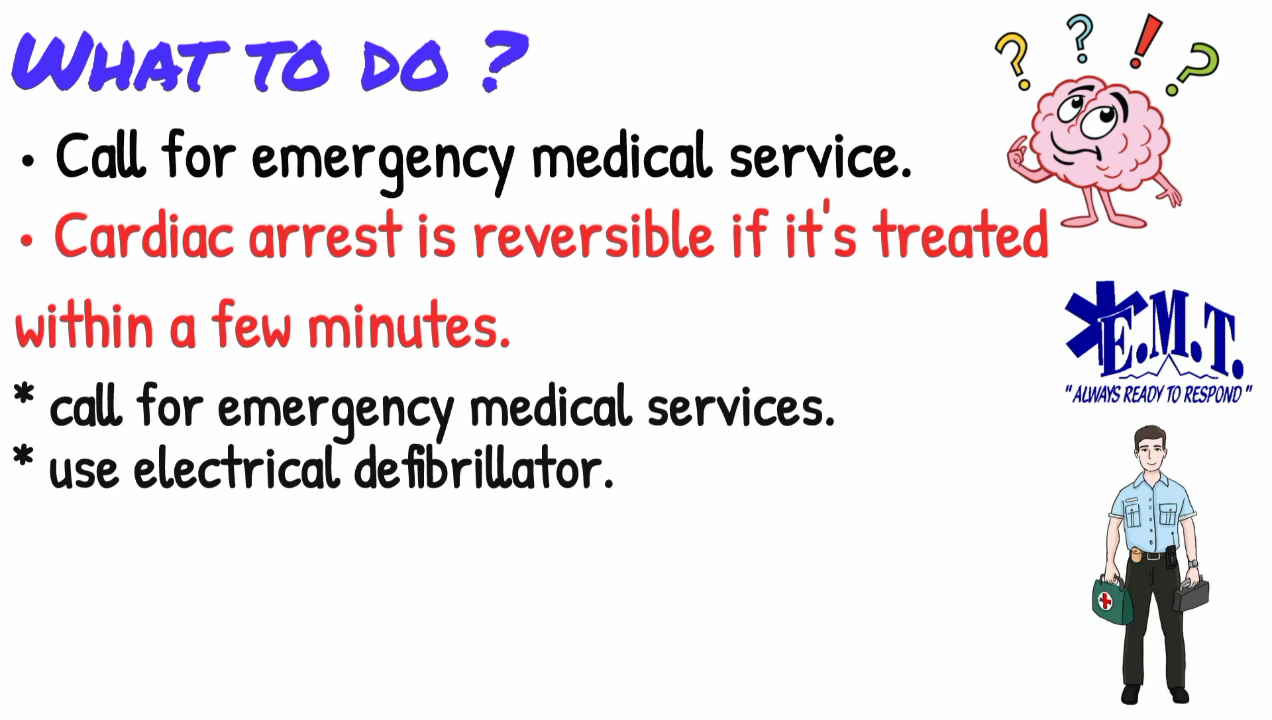 What to do ?
• Call for emergency medical service.
• Cardiac arrest is reversible if it's treated
within a few minutes.
* call for emergency medical services.
* use electrical defibrillator.
E.M.T.
"ALWAYS READY TO RESPOND"